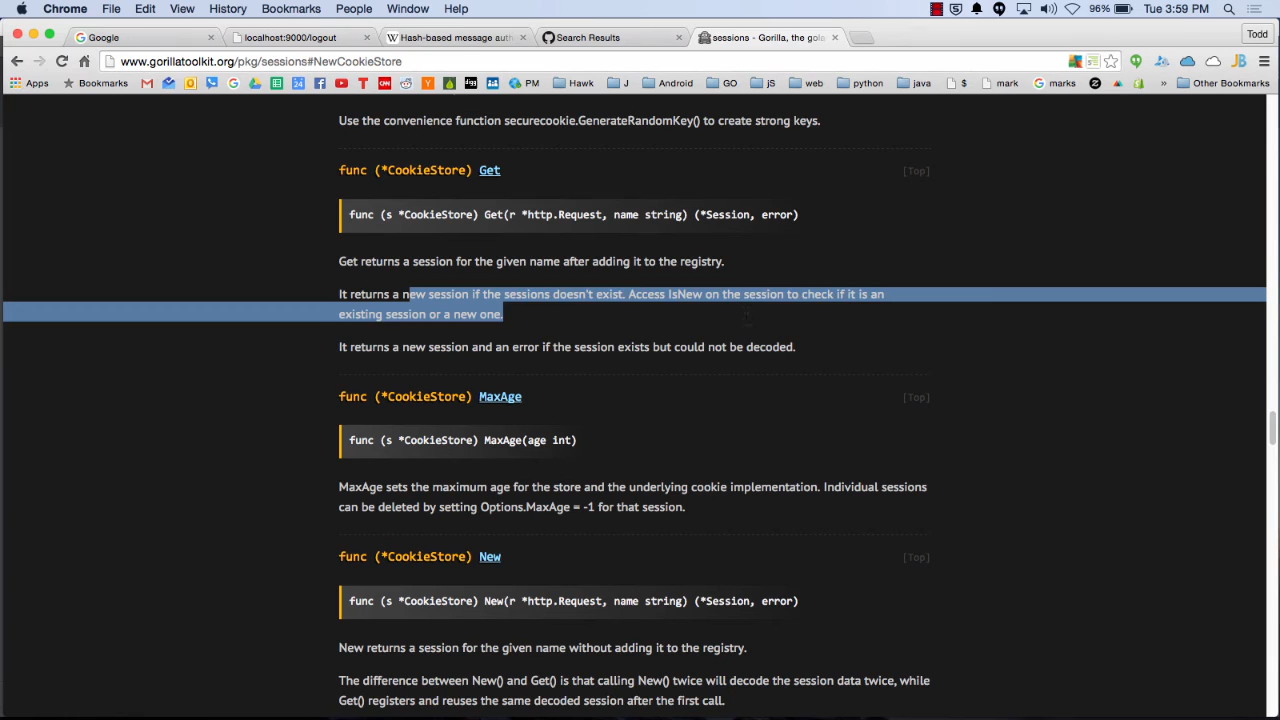 Chrome File Edit View History Bookmarks People Window Help 96% Tue 3:59 PM
Google localhost:9000/logout Hash-based message auth Search Results sessions - Gorilla, the gola Todd
www.gorillatoolkit.org/pkg/sessions#NewCookieStore
Apps Bookmarks PM Hawk J Android GO jS web python java $ mark marks » Other Bookmarks
Use the convenience function securecookie.GenerateRandomKey() to create strong keys.
func (*CookieStore) Get [Top]
func (s *CookieStore) Get(r *http.Request, name string) (*Session, error)
Get returns a session for the given name after adding it to the registry.
It returns a new session if the sessions doesn't exist. Access IsNew on the session to check if it is an
existing session or a new one.
It returns a new session and an error if the session exists but could not be decoded.
func (*CookieStore) MaxAge [Top]
func (s *CookieStore) MaxAge(age int)
MaxAge sets the maximum age for the store and the underlying cookie implementation. Individual sessions
can be deleted by setting Options.MaxAge = -1 for that session.
func (*CookieStore) New [Top]
func (s *CookieStore) New(r *http.Request, name string) (*Session, error)
New returns a session for the given name without adding it to the registry.
The difference between New() and Get() is that calling New() twice will decode the session data twice, while
Get() registers and reuses the same decoded session after the first call.